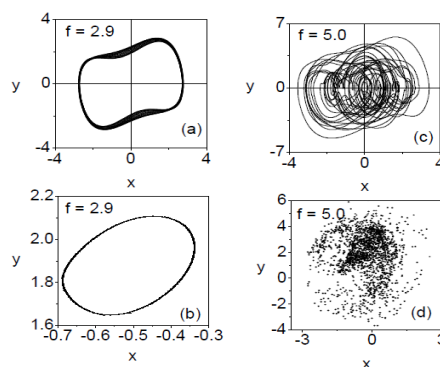 4
f = 2.9
y
0
(a)
-4
-4 0 4
x
7
f = 5.0
y
0
(c)
-7
-4 0 4
x
2.2
f = 2.9
y
2.0
1.8
(b)
1.6
-0.7 -0.6 -0.5 -0.4 -0.3
x
6
f = 5.0
4
y
2
0
-2
(d)
-4
-3 0 3
x